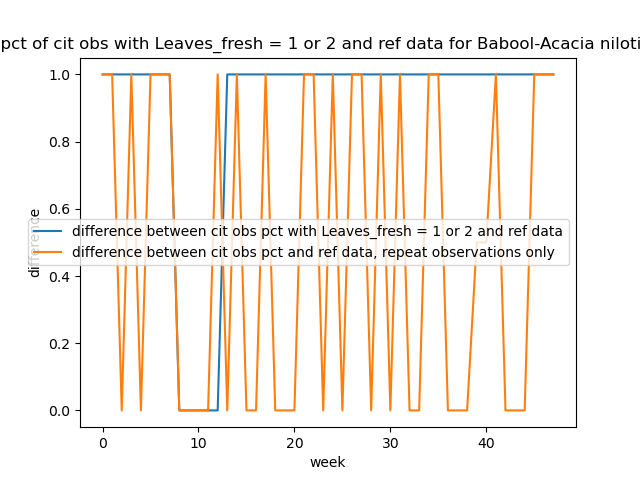 pct of cit obs with Leaves_fresh = 1 or 2 and ref data for Babool-Acacia niloti
1.0
0.8
0.6
0.4
0.2
0.0
difference
difference between cit obs pct with Leaves_fresh = 1 or 2 and ref data
difference between cit obs pct and ref data, repeat observations only
0 10 20 30 40
week